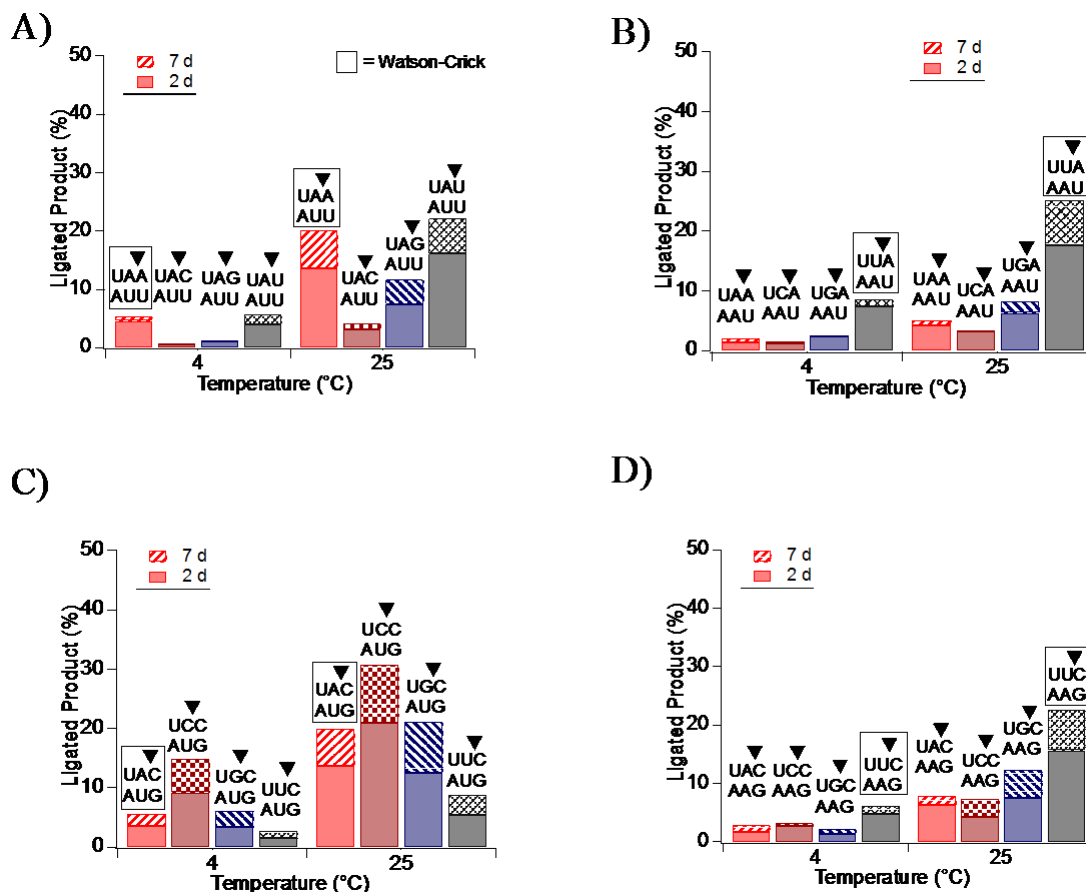 A)
Ligated Product (%)
50
40
30
20
10
0
7 d
2 d
= Watson-Crick
UAA
AUU
UAC
AUU
UAG
AUU
UAU
AUU
UAA
AUU
UAC
AUU
UAG
AUU
UAU
AUU
4
25
Temperature (°C)
B)
Ligated Product (%)
50
40
30
20
10
0
7 d
2 d
UAA
AAU
UCA
AAU
UGA
AAU
UUA
AAU
UAA
AAU
UCA
AAU
UGA
AAU
UUA
AAU
4
25
Temperature (°C)
C)
Ligated Product (%)
50
40
30
20
10
0
7 d
2 d
UAC
AUG
UCC
AUG
UGC
AUG
UUC
AUG
UAC
AUG
UCC
AUG
UGC
AUG
UUC
AUG
4
25
Temperature (°C)
D)
Ligated Product (%)
50
40
30
20
10
0
7 d
2 d
UAC
AAG
UCC
AAG
UGC
AAG
UUC
AAG
UAC
AAG
UCC
AAG
UGC
AAG
UUC
AAG
4
25
Temperature (°C)